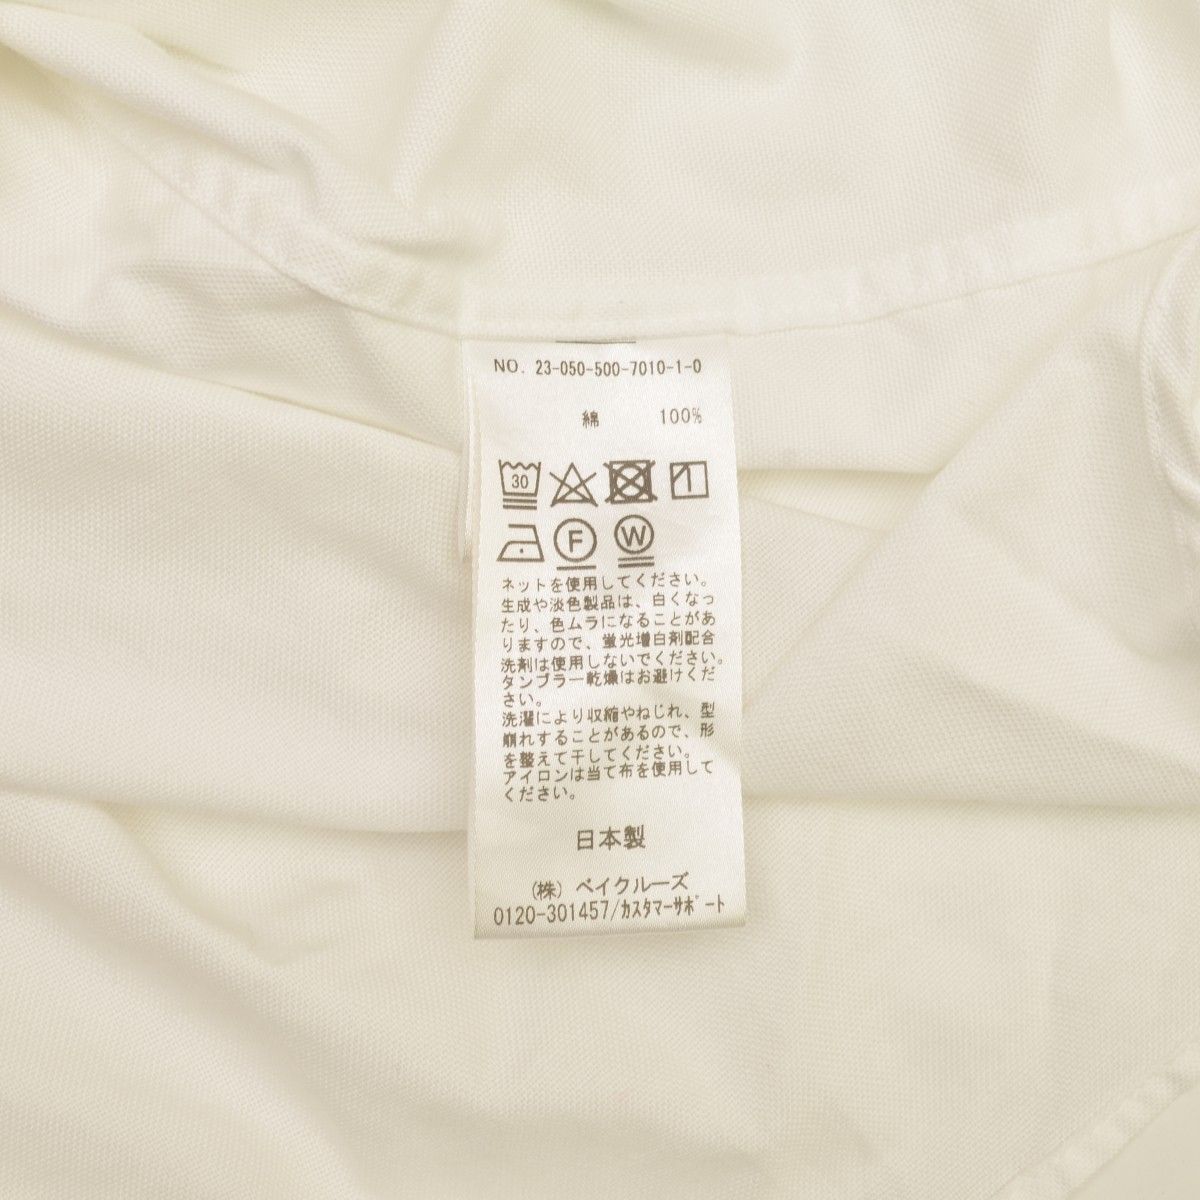 NO. 23-050-500-7010-1-0
綿 100%
30
F W
ネットを使用してください。
生成や淡色製品は、白くなっ
たり、色ムラになることがあ
りますので、蛍光増白剤配合
洗剤は使用しないでください。
タンブラー乾燥はお避けくだ
さい。
洗濯により収縮やねじれ、型
崩れすることがあるので、形
を整えて干してください。
アイロンは当て布を使用して
ください。
日本製
(株) ベイクルーズ
0120-301457/ｶｽﾀﾏｰｻﾎﾟｰﾄ